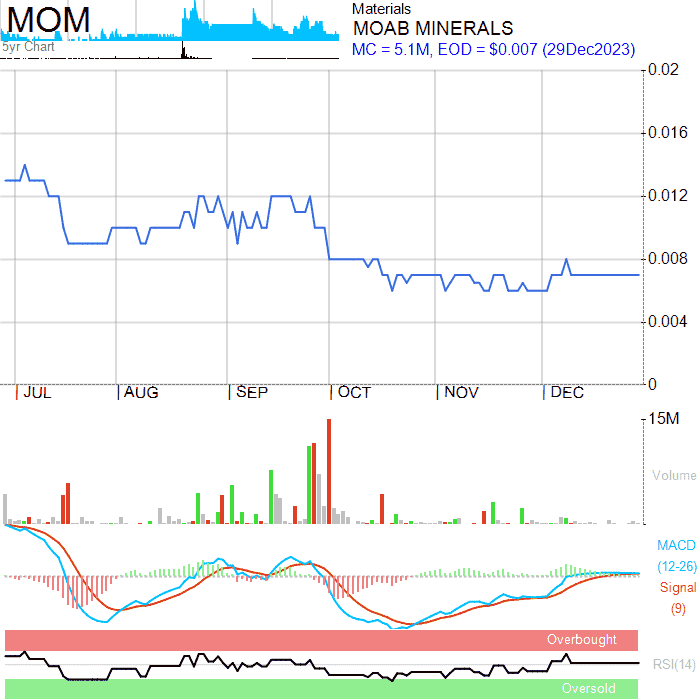 MOM
5yr Chart
Materials
MOAB MINERALS
MC = 5.1M, EOD = $0.007 (29Dec2023)
0.02
0.016
0.012
0.008
0.004
0
JUL AUG SEP OCT NOV DEC
15M
Volume
MACD
(12-26)
Signal
(9)
Overbought
RSI(14)
Oversold